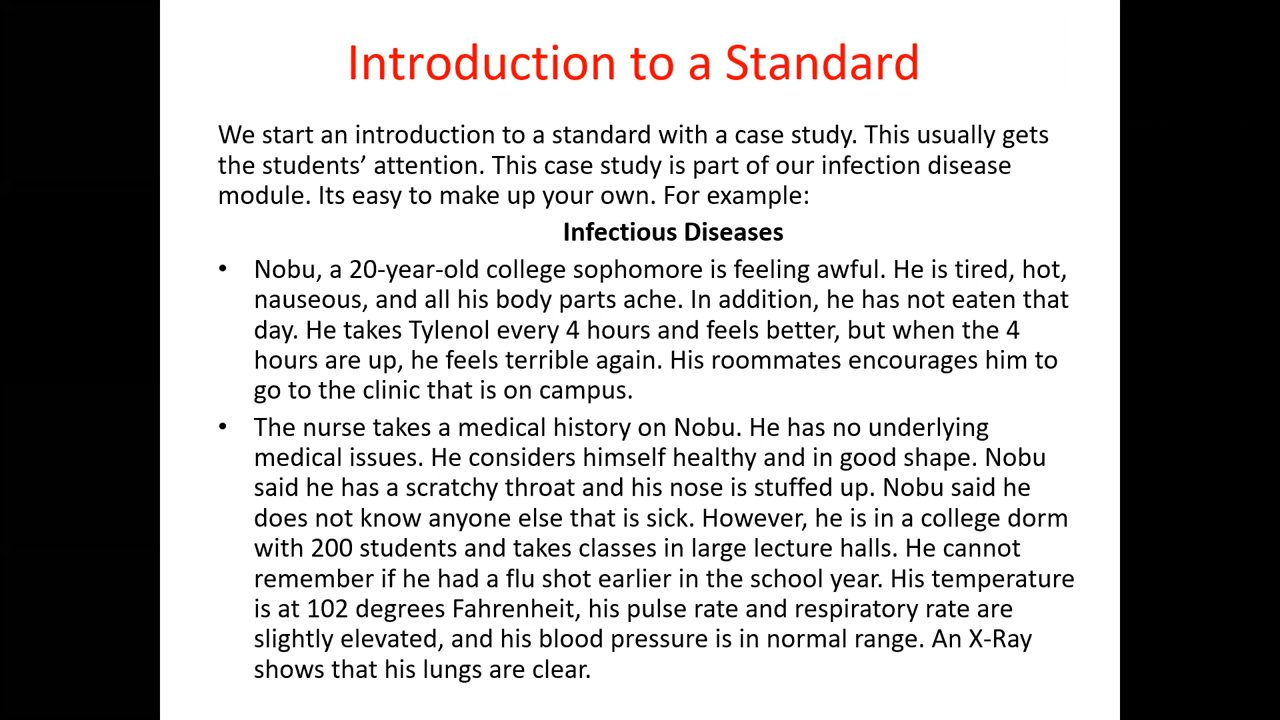 Introduction to a Standard
We start an introduction to a standard with a case study. This usually gets
the students’ attention. This case study is part of our infection disease
module. Its easy to make up your own. For example:
Infectious Diseases
• Nobu, a 20-year-old college sophomore is feeling awful. He is tired, hot,
nauseous, and all his body parts ache. In addition, he has not eaten that
day. He takes Tylenol every 4 hours and feels better, but when the 4
hours are up, he feels terrible again. His roommates encourages him to
go to the clinic that is on campus.
• The nurse takes a medical history on Nobu. He has no underlying
medical issues. He considers himself healthy and in good shape. Nobu
said he has a scratchy throat and his nose is stuffed up. Nobu said he
does not know anyone else that is sick. However, he is in a college dorm
with 200 students and takes classes in large lecture halls. He cannot
remember if he had a flu shot earlier in the school year. His temperature
is at 102 degrees Fahrenheit, his pulse rate and respiratory rate are
slightly elevated, and his blood pressure is in normal range. An X-Ray
shows that his lungs are clear.